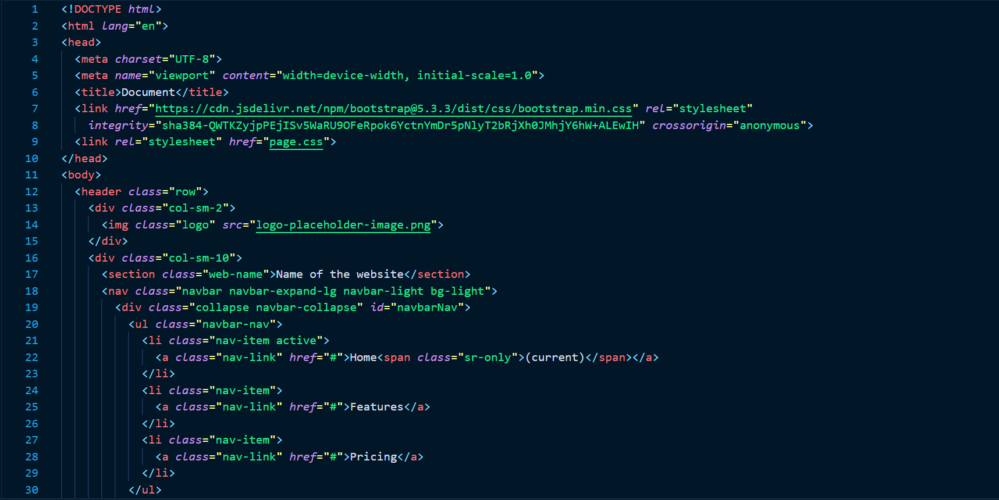 1 <!DOCTYPE html>
2 <html lang="en">
3 <head>
4   <meta charset="UTF-8">
5   <meta name="viewport" content="width=device-width, initial-scale=1.0">
6   <title>Document</title>
7   <link href="https://cdn.jsdelivr.net/npm/bootstrap@5.3.3/dist/css/bootstrap.min.css" rel="stylesheet"
8     integrity="sha384-QWTKZyjpPEjISv5WaRU9OFeRpok6YctnYmDr5pNlyT2bRjXh0JMhjY6hW+ALEwIH" crossorigin="anonymous">
9   <link rel="stylesheet" href="page.css">
10 </head>
11 <body>
12   <header class="row">
13     <div class="col-sm-2">
14       <img class="logo" src="logo-placeholder-image.png">
15     </div>
16     <div class="col-sm-10">
17       <section class="web-name">Name of the website</section>
18       <nav class="navbar navbar-expand-lg navbar-light bg-light">
19         <div class="collapse navbar-collapse" id="navbarNav">
20           <ul class="navbar-nav">
21             <li class="nav-item active">
22               <a class="nav-link" href="#">Home<span class="sr-only">(current)</span></a>
23             </li>
24             <li class="nav-item">
25               <a class="nav-link" href="#">Features</a>
26             </li>
27             <li class="nav-item">
28               <a class="nav-link" href="#">Pricing</a>
29             </li>
30           </ul>